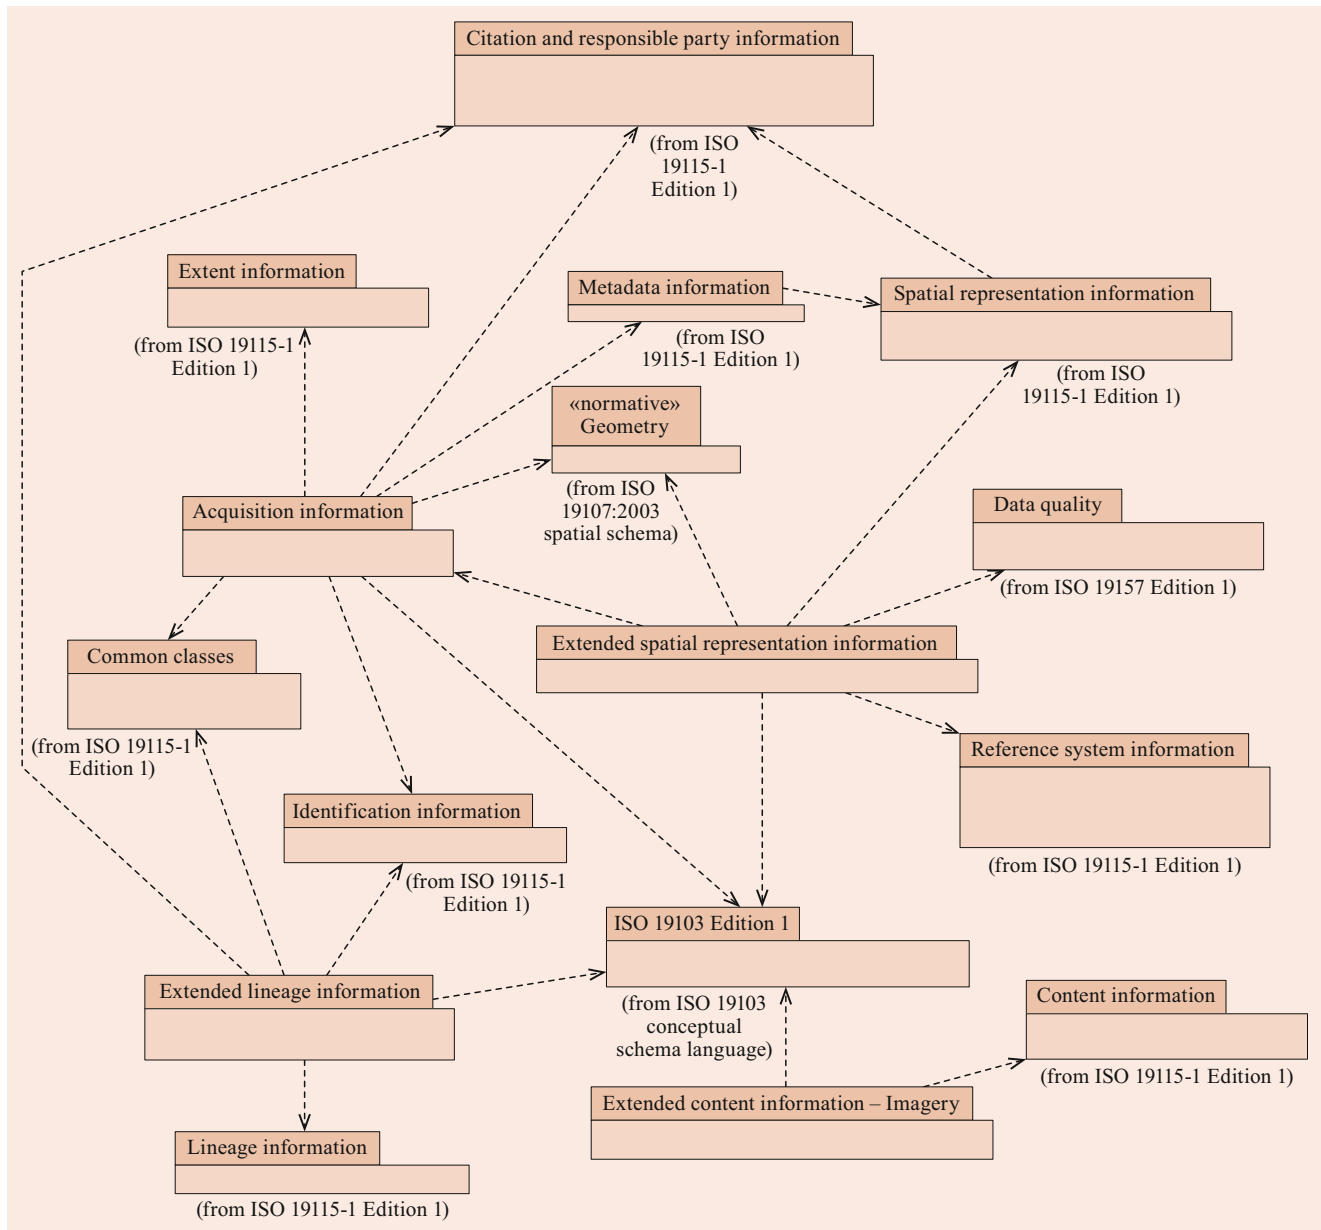 Citation and responsible party information
(from ISO
19115-1
Edition 1)
Extent information
(from ISO 19115-1
Edition 1)
Metadata information
(from ISO
19115-1 Edition 1)
Spatial representation information
(from ISO
19115-1 Edition 1)
«normative»
Geometry
(from ISO
19107:2003
spatial schema)
Acquisition information
Data quality
(from ISO 19157 Edition 1)
Common classes
(from ISO 19115-1
Edition 1)
Extended spatial representation information
Reference system information
(from ISO 19115-1 Edition 1)
Identification information
(from ISO 19115-1
Edition 1)
ISO 19103 Edition 1
(from ISO 19103
conceptual
schema language)
Extended lineage information
Content information
(from ISO 19115-1 Edition 1)
Extended content information – Imagery
Lineage information
(from ISO 19115-1 Edition 1)